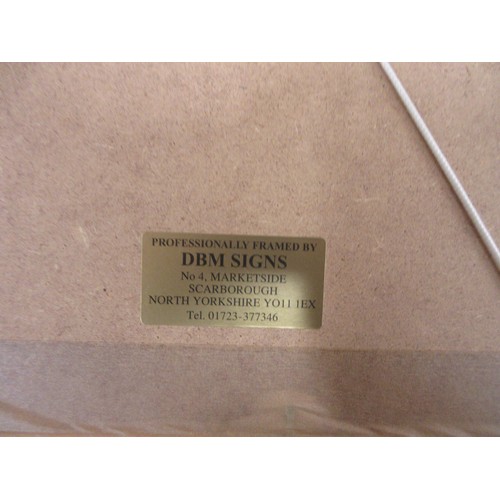 PROFESSIONALLY FRAMED BY
DBM SIGNS
No 4, MARKETSIDE
SCARBOROUGH
NORTH YORKSHIRE YO11 1EX
Tel. 01723-377346